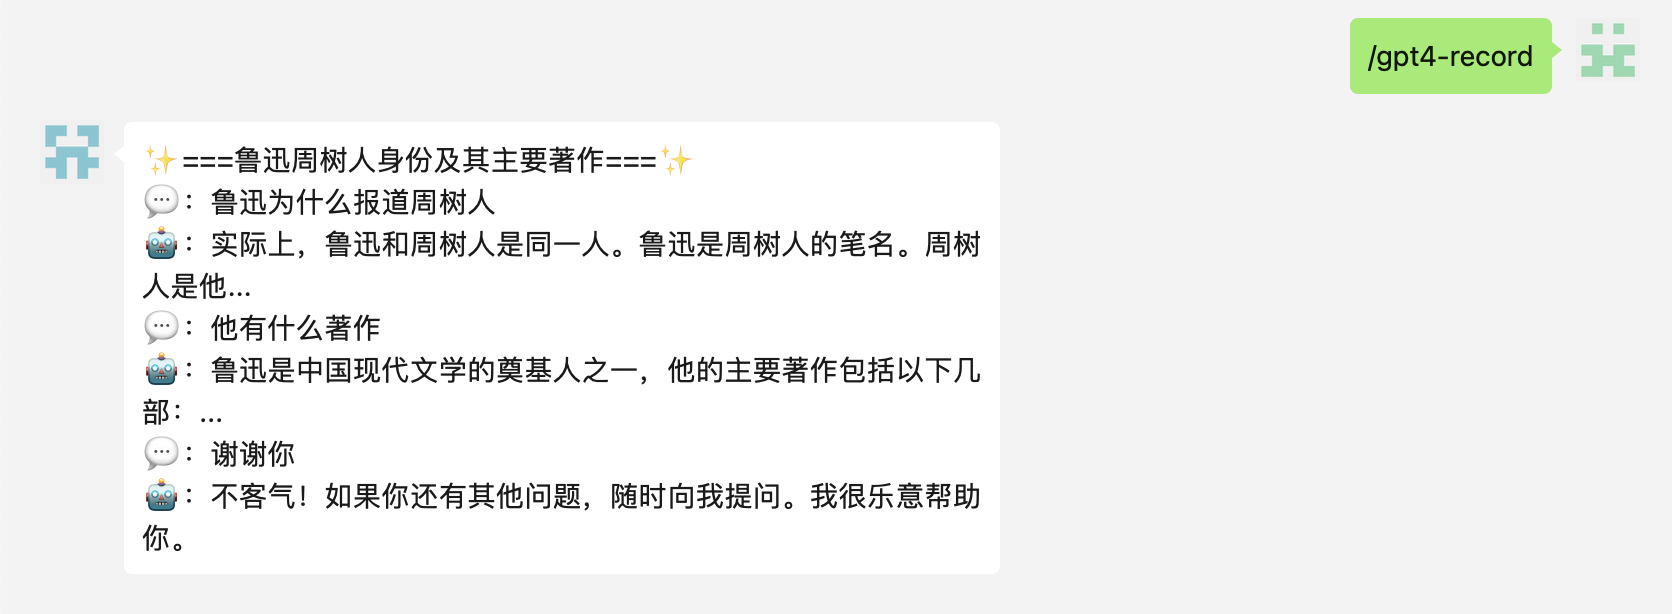 /gpt4-record
✨===鲁迅周树人身份及其主要著作===✨
💬：鲁迅为什么报道周树人
🤖：实际上，鲁迅和周树人是同一人。鲁迅是周树人的笔名。周树
人是他...
💬：他有什么著作
🤖：鲁迅是中国现代文学的奠基人之一，他的主要著作包括以下几
部：...
💬：谢谢你
🤖：不客气！如果你还有其他问题，随时向我提问。我很乐意帮助
你。